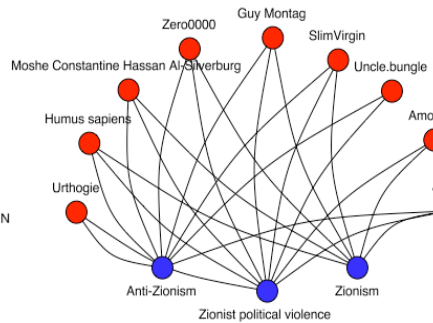 Guy Montag
Zero0000
SlimVirgin
Moshe Constantine Hassan Al-Silverburg
Uncle.bungle
Amo
Humus sapiens
Urthogie
N
Anti-Zionism
Zionism
Zionist political violence